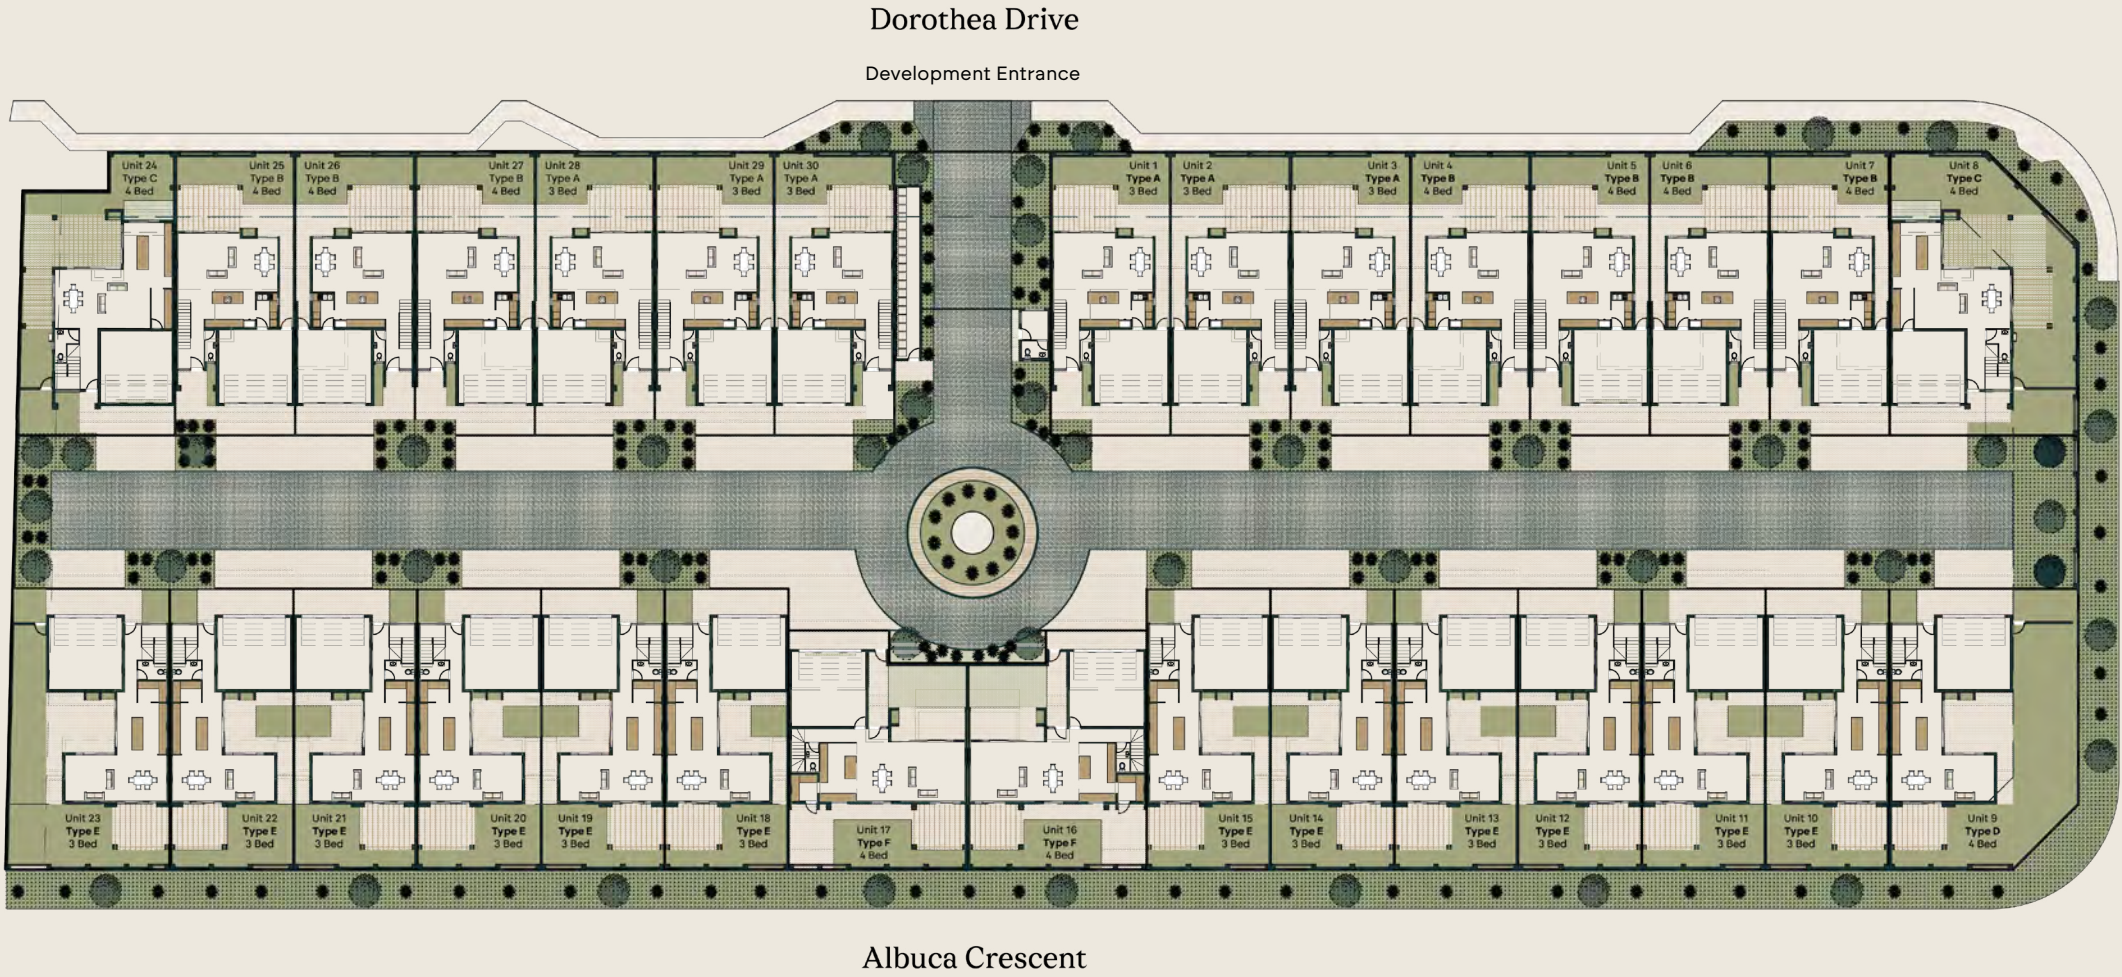 Dorothea Drive
Development Entrance
Unit 24
Type C
4 Bed
Unit 25
Type B
4 Bed
Unit 26
Type B
4 Bed
Unit 27
Type B
4 Bed
Unit 28
Type A
3 Bed
Unit 29
Type A
3 Bed
Unit 30
Type A
3 Bed
Unit 1
Type A
3 Bed
Unit 2
Type A
3 Bed
Unit 3
Type A
3 Bed
Unit 4
Type B
4 Bed
Unit 5
Type B
4 Bed
Unit 6
Type B
4 Bed
Unit 7
Type B
4 Bed
Unit 8
Type C
4 Bed
Unit 23
Type E
3 Bed
Unit 22
Type E
3 Bed
Unit 21
Type E
3 Bed
Unit 20
Type E
3 Bed
Unit 19
Type E
3 Bed
Unit 18
Type E
3 Bed
Unit 17
Type F
4 Bed
Unit 16
Type F
4 Bed
Unit 15
Type E
3 Bed
Unit 14
Type E
3 Bed
Unit 13
Type E
3 Bed
Unit 12
Type E
3 Bed
Unit 11
Type E
3 Bed
Unit 10
Type E
3 Bed
Unit 9
Type D
4 Bed
Albuca Crescent